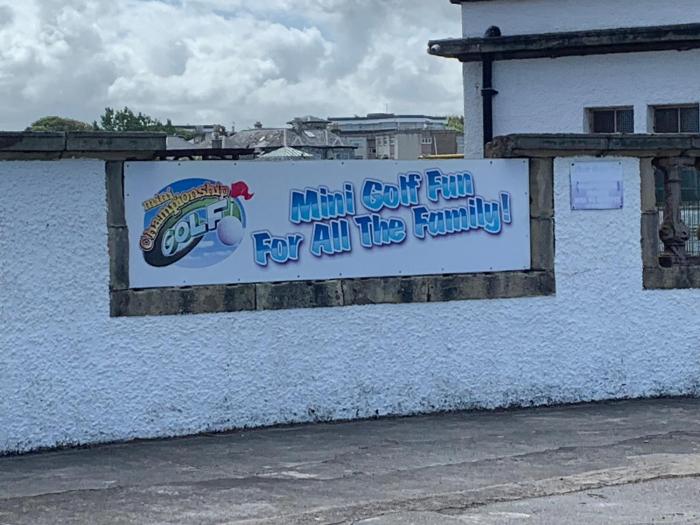 mini
Championship
GOLF
Mini Golf Fun
For All The Family!